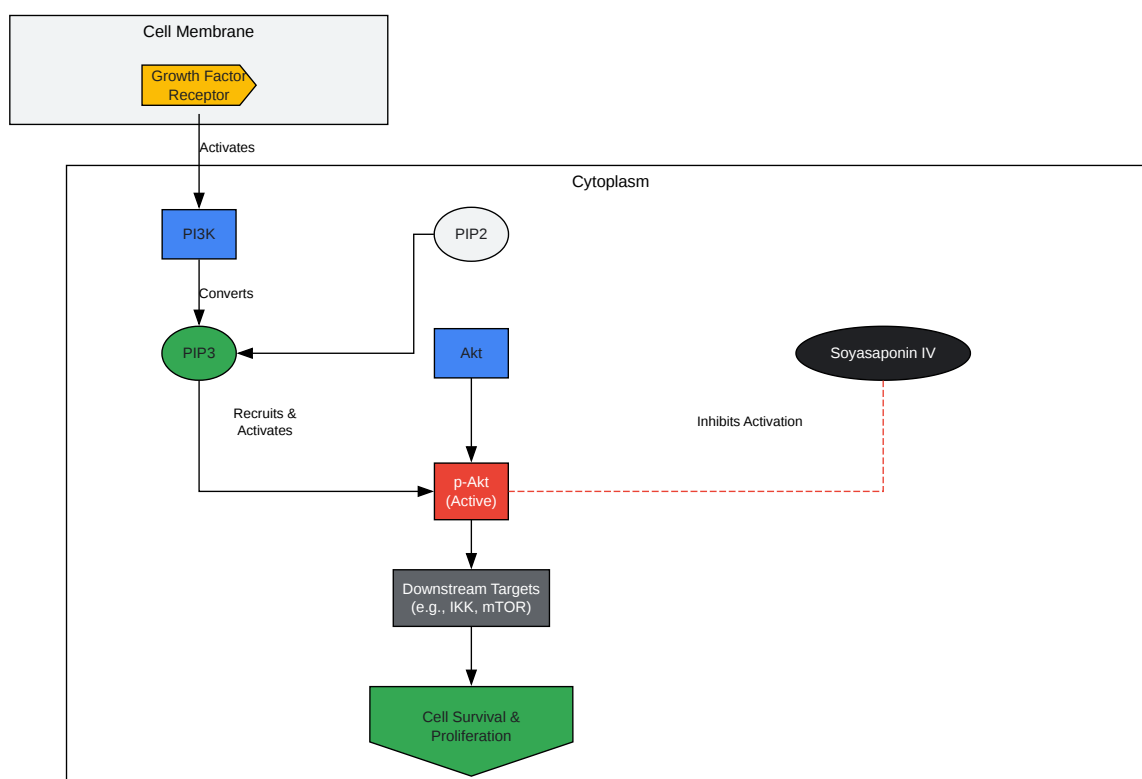 Cell Membrane
Growth Factor
Receptor
Activates
Cytoplasm
PI3K
PIP2
Converts
PIP3
Akt
Soyasaponin IV
Recruits &
Activates
Inhibits Activation
p-Akt
(Active)
Downstream Targets
(e.g., IKK, mTOR)
Cell Survival &
Proliferation